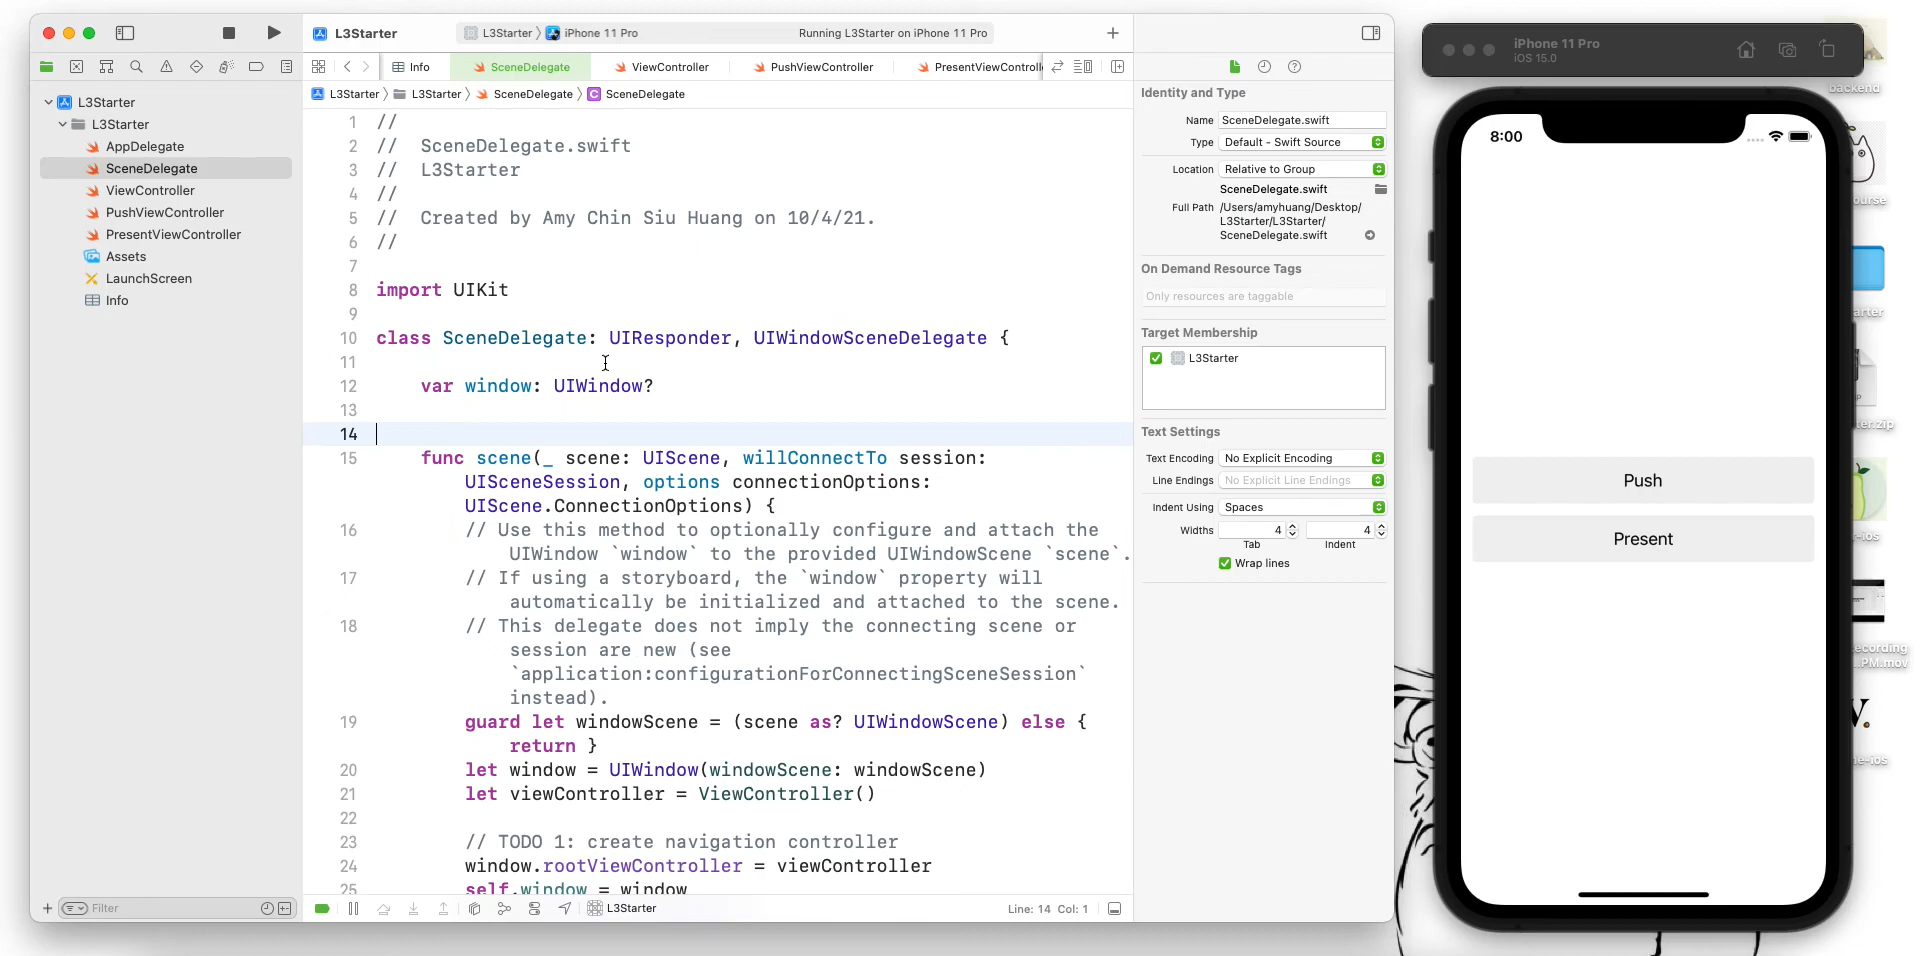 L3Starter
L3Starter 〉 iPhone 11 Pro
Running L3Starter on iPhone 11 Pro
Info
SceneDelegate
ViewController
PushViewController
L3Starter 〉 L3Starter 〉 SceneDelegate 〉 C SceneDelegate
L3Starter
L3Starter
AppDelegate
SceneDelegate
ViewController
PushViewController
PresentViewController
Assets
LaunchScreen
Info
Filter
1 //
2 //  SceneDelegate.swift
3 //  L3Starter
4 //
5 //  Created by Amy Chin Siu Huang on 10/4/21.
6 //
7
8 import UIKit
9
10 class SceneDelegate: UIResponder, UIWindowSceneDelegate {
11
12     var window: UIWindow?
13
14
15     func scene(_ scene: UIScene, willConnectTo session:
UISceneSession, options connectionOptions:
UIScene.ConnectionOptions) {
16         // Use this method to optionally configure and attach the
UIWindow `window` to the provided UIWindowScene `scene`.
17         // If using a storyboard, the `window` property will
automatically be initialized and attached to the scene.
18         // This delegate does not imply the connecting scene or
session are new (see
`application:configurationForConnectingSceneSession`
instead).
19         guard let windowScene = (scene as? UIWindowScene) else {
return }
20         let window = UIWindow(windowScene: windowScene)
21         let viewController = ViewController()
22
23         // TODO 1: create navigation controller
24         window.rootViewController = viewController
25         self.window = window
L3Starter
Line: 14 Col: 1
Identity and Type
Name SceneDelegate.swift
Type Default - Swift Source
Location Relative to Group
SceneDelegate.swift
Full Path /Users/amyhuang/Desktop/
L3Starter/L3Starter/
SceneDelegate.swift
On Demand Resource Tags
Only resources are taggable
Target Membership
L3Starter
Text Settings
Text Encoding No Explicit Encoding
Line Endings No Explicit Line Endings
Indent Using Spaces
Widths 4 4
Tab Indent
Wrap lines
iPhone 11 Pro
iOS 15.0
8:00
Push
Present
backend